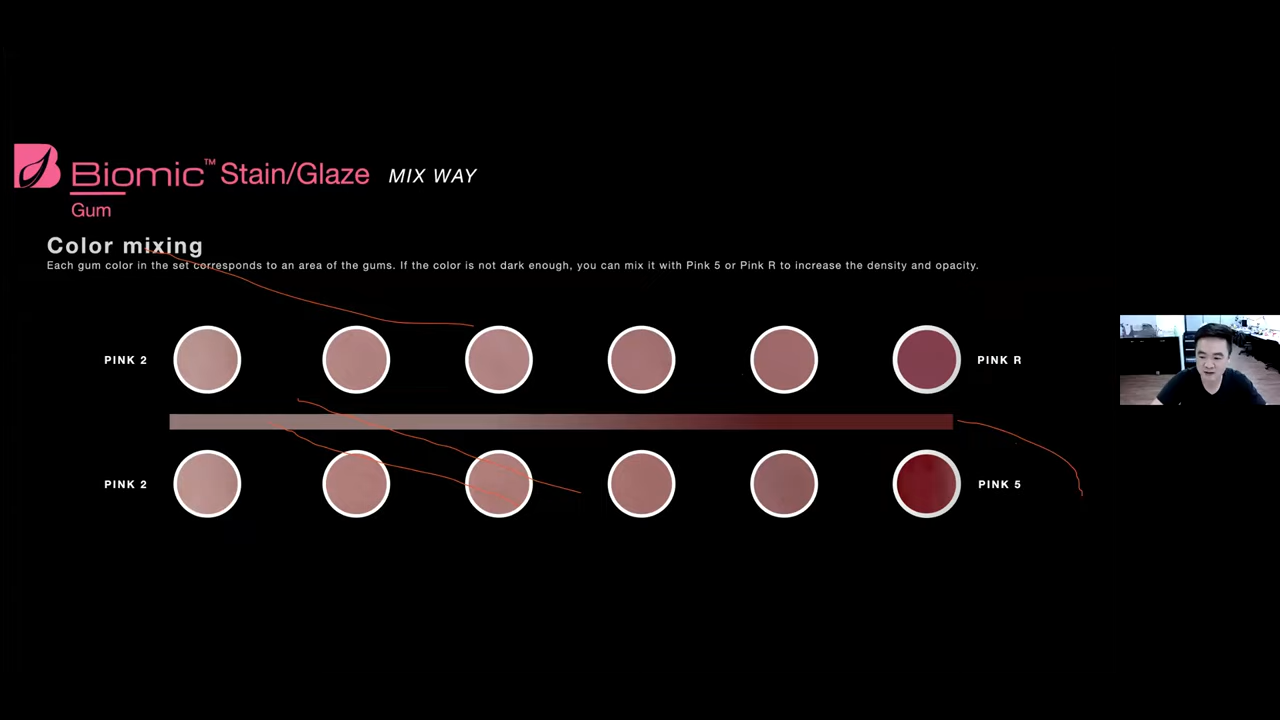 Biomic™ Stain/Glaze MIX WAY
Gum
Color mixing
Each gum color in the set corresponds to an area of the gums. If the color is not dark enough, you can mix it with Pink 5 or Pink R to increase the density and opacity.
PINK 2 PINK R
PINK 2 PINK 5